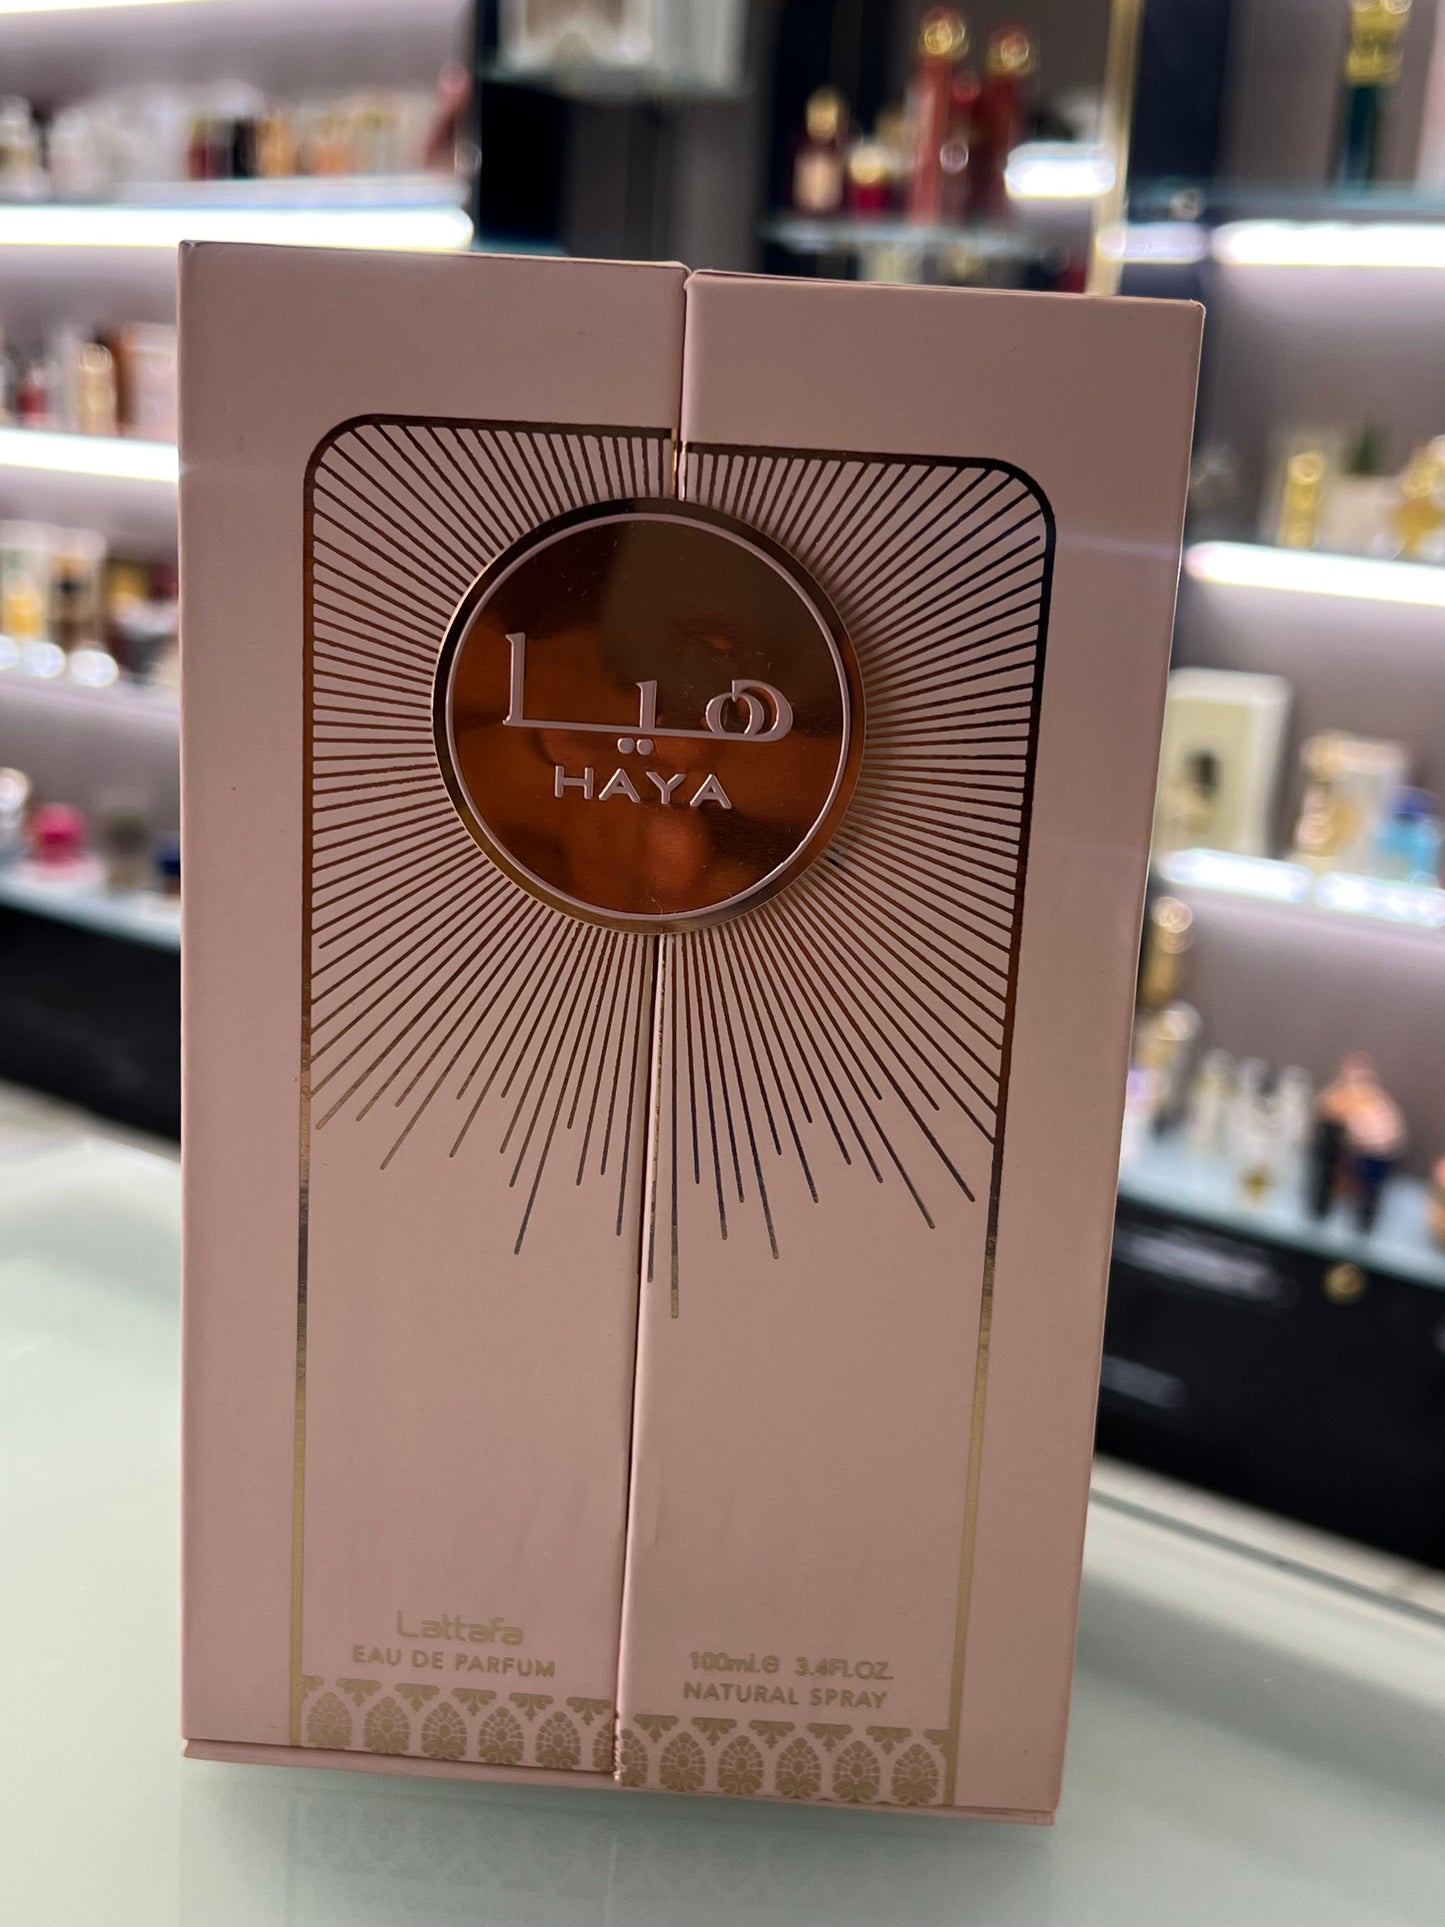 هيا
HAYA
Lattafa
EAU DE PARFUM
100ml.e 3.4Fl.OZ.
NATURAL SPRAY